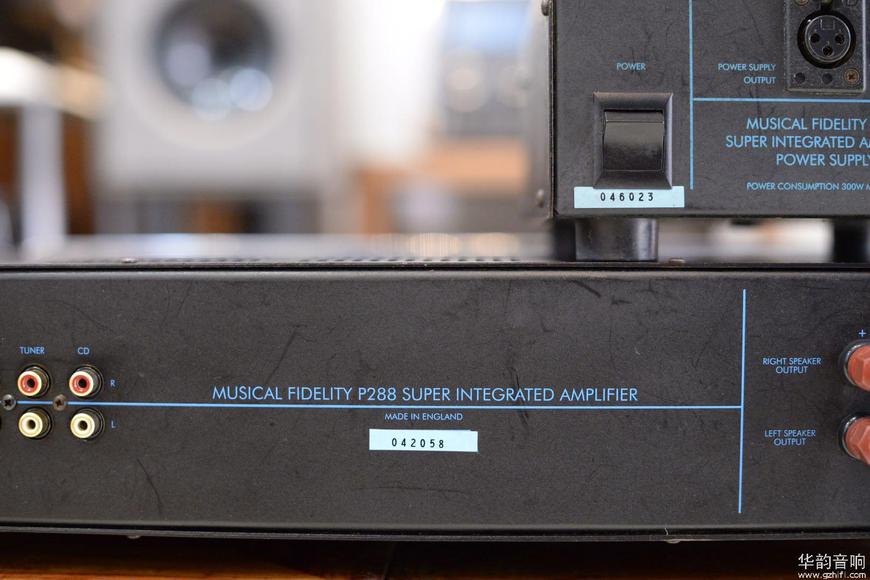 POWER
POWER SUPPLY
OUTPUT
MUSICAL FIDELITY
SUPER INTEGRATED
POWER SUPPLY
POWER CONSUMPTION 300W
046023
TUNER
CD
R
L
MUSICAL FIDELITY P288 SUPER INTEGRATED AMPLIFIER
MADE IN ENGLAND
042058
+
RIGHT SPEAKER
OUTPUT
LEFT SPEAKER
OUTPUT
华韵音响
www.gzhifi.com